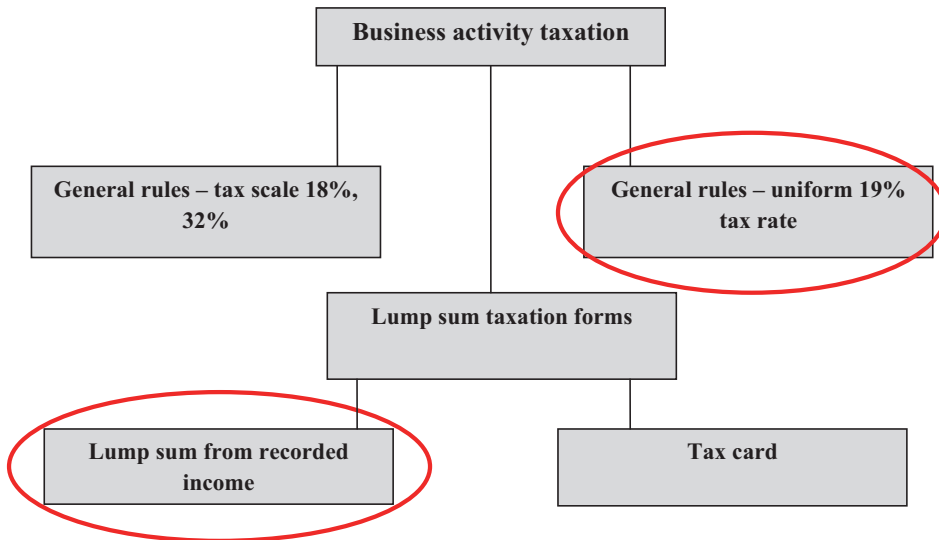 Business activity taxation
General rules – tax scale 18%,
32%
General rules – uniform 19%
tax rate
Lump sum taxation forms
Lump sum from recorded
income
Tax card